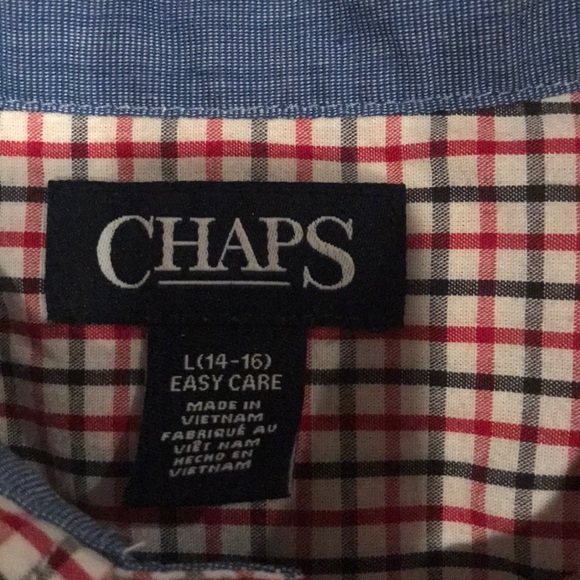 CHAPS
L(14-16)
EASY CARE
MADE IN
VIETNAM
FABRIQUÉ AU
VIÊT NAM
HECHO EN
VIETNAM